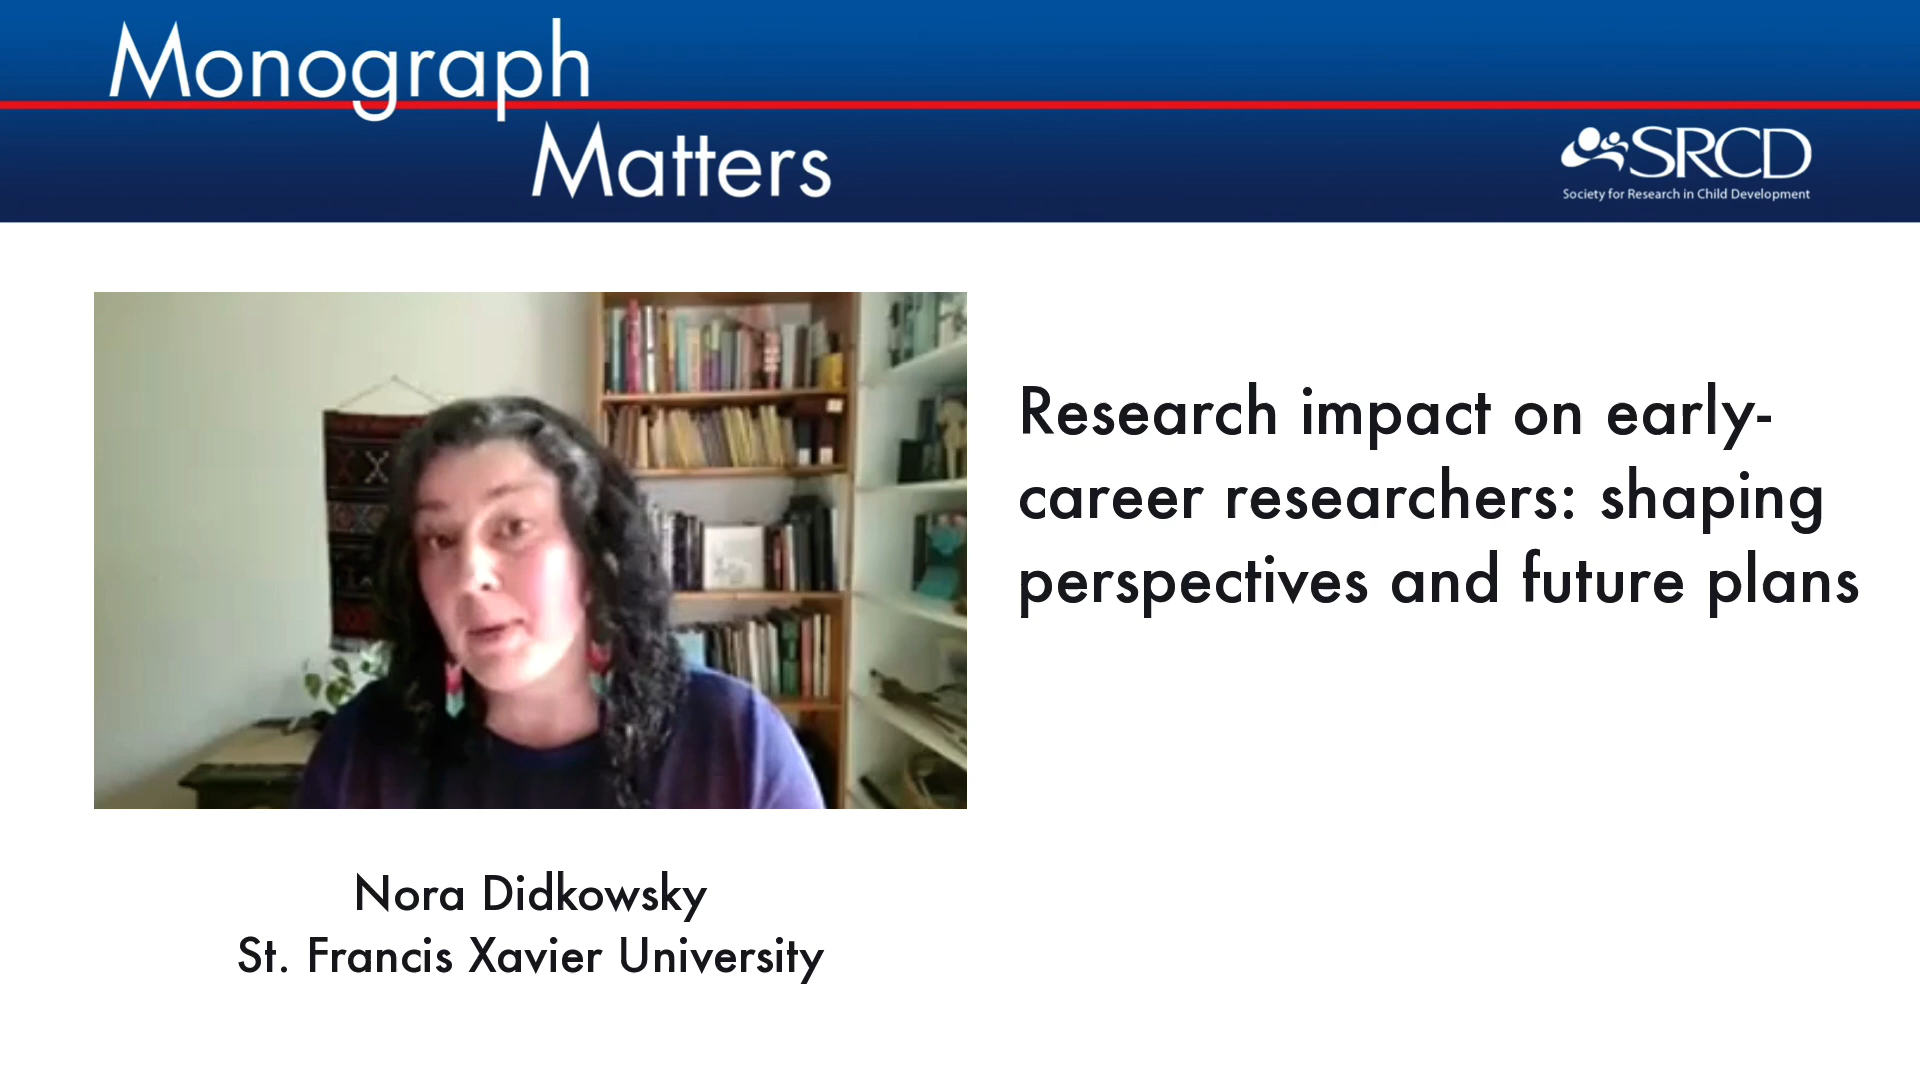 Monograph
Matters
SRCD
Society for Research in Child Development
Research impact on early-
career researchers: shaping
perspectives and future plans
Nora Didkowsky
St. Francis Xavier University